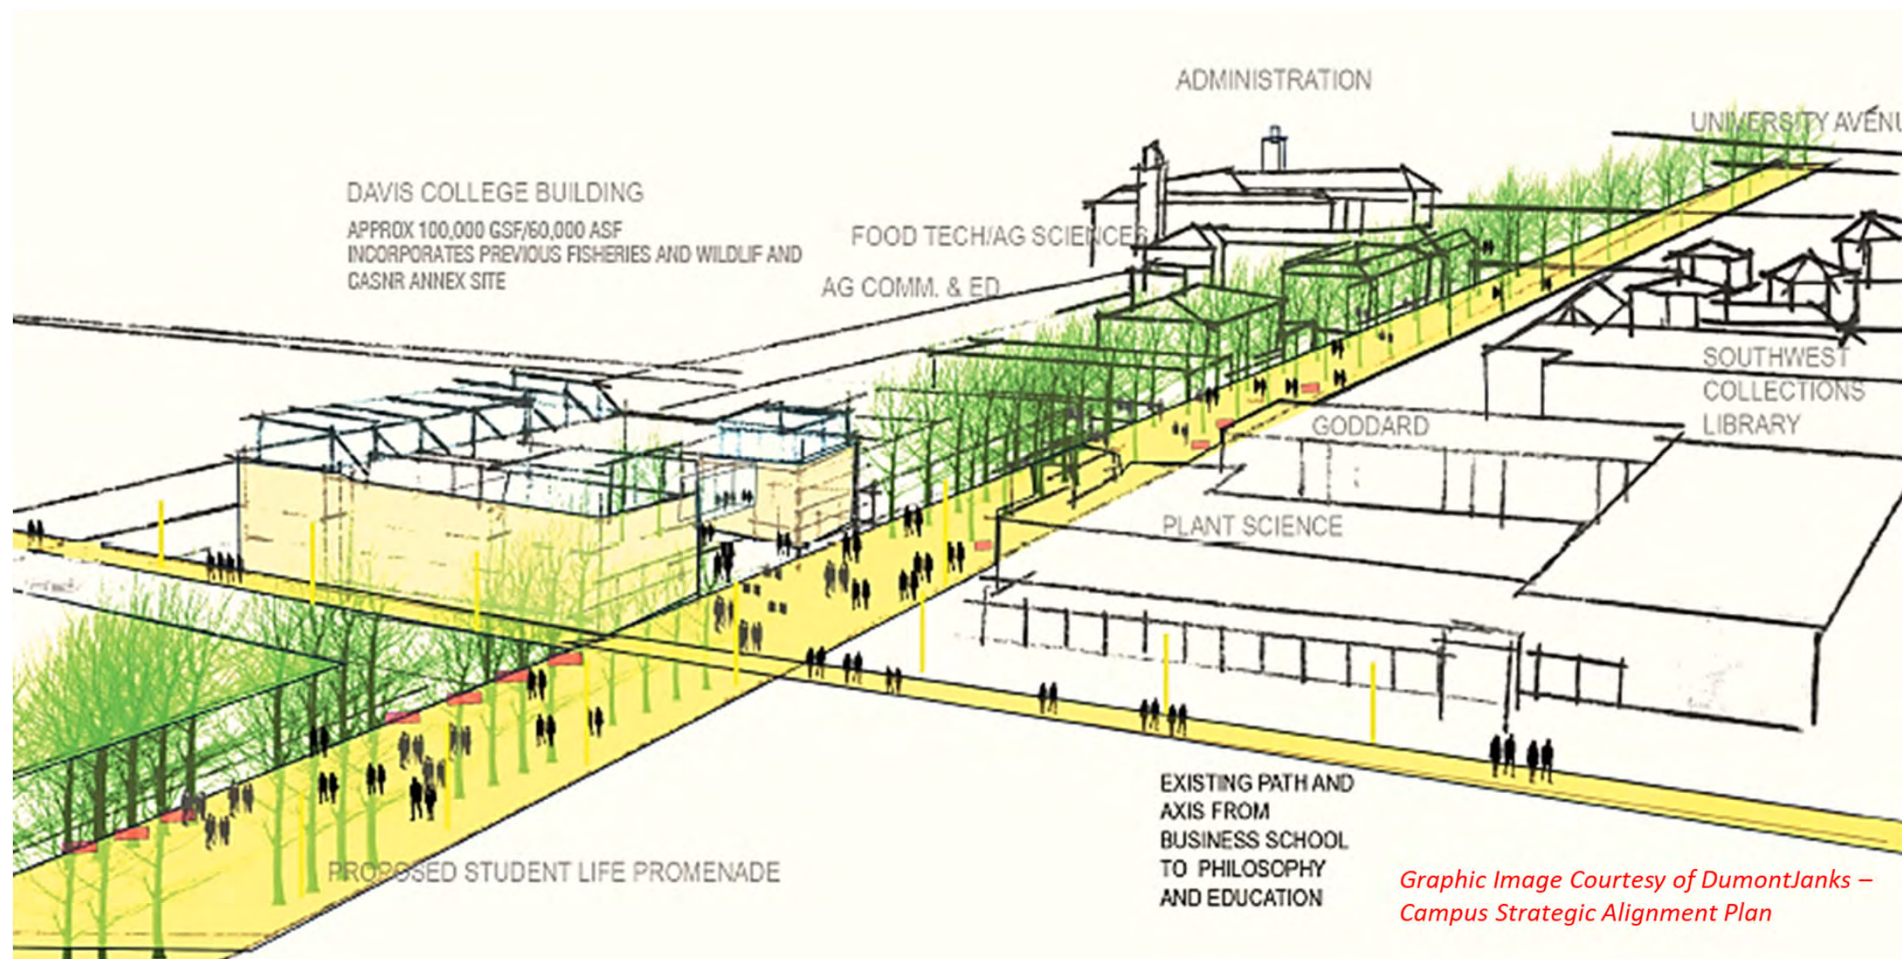 ADMINISTRATION
UNIVERSITY AVENU
DAVIS COLLEGE BUILDING
APPROX 100,000 GSF/60,000 ASF
INCORPORATES PREVIOUS FISHERIES AND WILDLIF AND
CASNR ANNEX SITE
FOOD TECH/AG SCIENCES
AG COMM. & ED
SOUTHWEST
COLLECTIONS
LIBRARY
GODDARD
PLANT SCIENCE
EXISTING PATH AND
AXIS FROM
BUSINESS SCHOOL
TO PHILOSOPHY
AND EDUCATION
PROPOSED STUDENT LIFE PROMENADE
Graphic Image Courtesy of DumontJanks –
Campus Strategic Alignment Plan